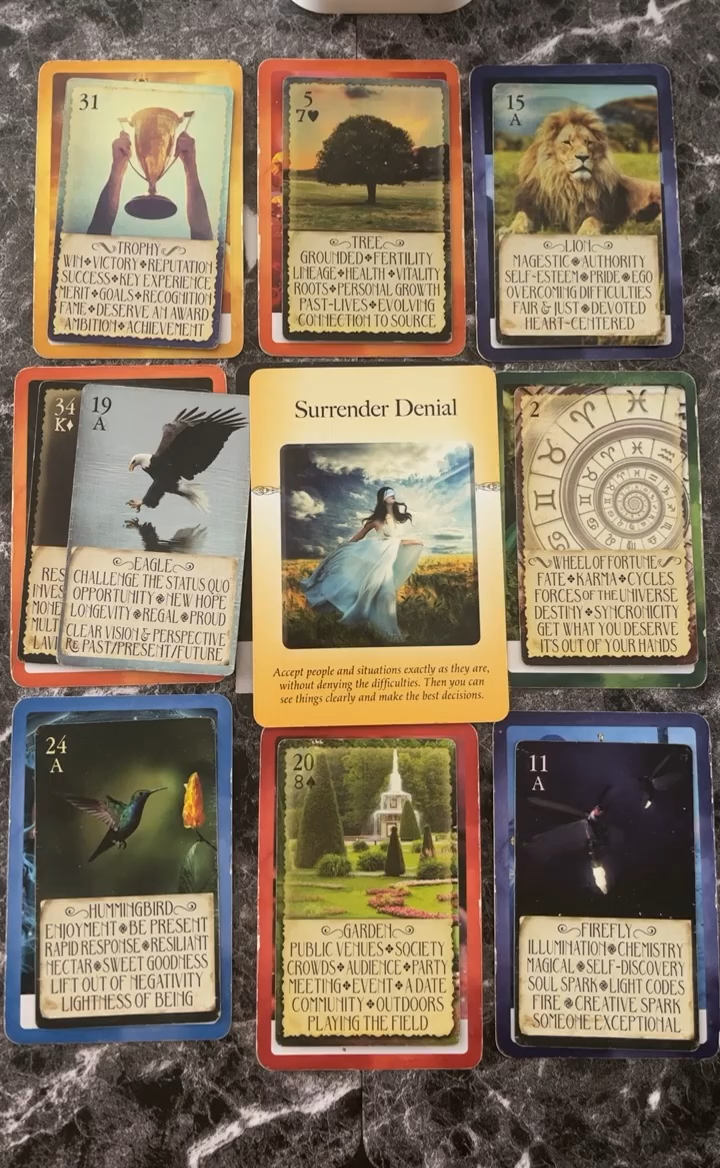 31
TROPHY
WIN❖VICTORY❖REPUTATION
SUCCESS❖KEY EXPERIENCE
MERIT❖GOALS❖RECOGNITION
FAME❖DESERVE AN AWARD
AMBITION❖ACHIEVEMENT
5
7♥
TREE
GROUNDED❖FERTILITY
LINEAGE❖HEALTH❖VITALITY
ROOTS❖PERSONAL GROWTH
PAST-LIVES❖EVOLVING
CONNECTION TO SOURCE
15
A
LION
MAGESTIC❖AUTHORITY
SELF-ESTEEM❖PRIDE❖EGO
OVERCOMING DIFFICULTIES
FAIR & JUST❖DEVOTED
HEART-CENTERED
34
K♦
RES
INVES
MONE
MULT
LAVI
19
A
EAGLE
CHALLENGE THE STATUS QUO
OPPORTUNITY❖NEW HOPE
LONGEVITY❖REGAL❖PROUD
CLEAR VISION & PERSPECTIVE
RE PAST/PRESENT/FUTURE
Surrender Denial
Accept people and situations exactly as they are,
without denying the difficulties. Then you can
see things clearly and make the best decisions.
2
WHEEL OF FORTUNE
FATE❖KARMA❖CYCLES
FORCES OF THE UNIVERSE
DESTINY❖SYNCRONICITY
GET WHAT YOU DESERVE
IT'S OUT OF YOUR HANDS
24
A
HUMMINGBIRD
ENJOYMENT❖BE PRESENT
RAPID RESPONSE❖RESILIANT
NECTAR❖SWEET GOODNESS
LIFT OUT OF NEGATIVITY
LIGHTNESS OF BEING
20
8♠
GARDEN
PUBLIC VENUES❖SOCIETY
CROWDS❖AUDIENCE❖PARTY
MEETING❖EVENT❖A DATE
COMMUNITY❖OUTDOORS
PLAYING THE FIELD
11
A
FIREFLY
ILLUMINATION❖CHEMISTRY
MAGICAL❖SELF-DISCOVERY
SOUL SPARK❖LIGHT CODES
FIRE❖CREATIVE SPARK
SOMEONE EXCEPTIONAL